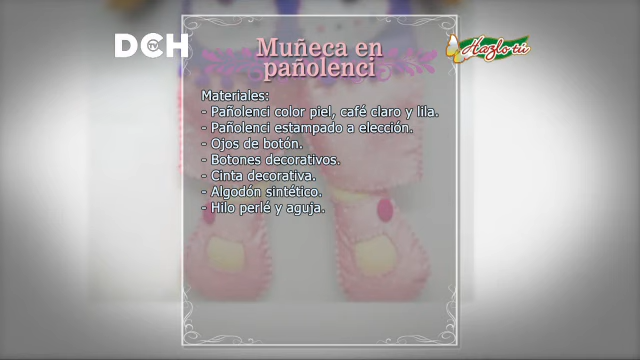 DCH
TV
Hazlo tú
Muñeca en
pañolenci
Materiales:
- Pañolenci color piel, café claro y lila.
- Pañolenci estampado a elección.
- Ojos de botón.
- Botones decorativos.
- Cinta decorativa.
- Algodón sintético.
- Hilo perlé y aguja.